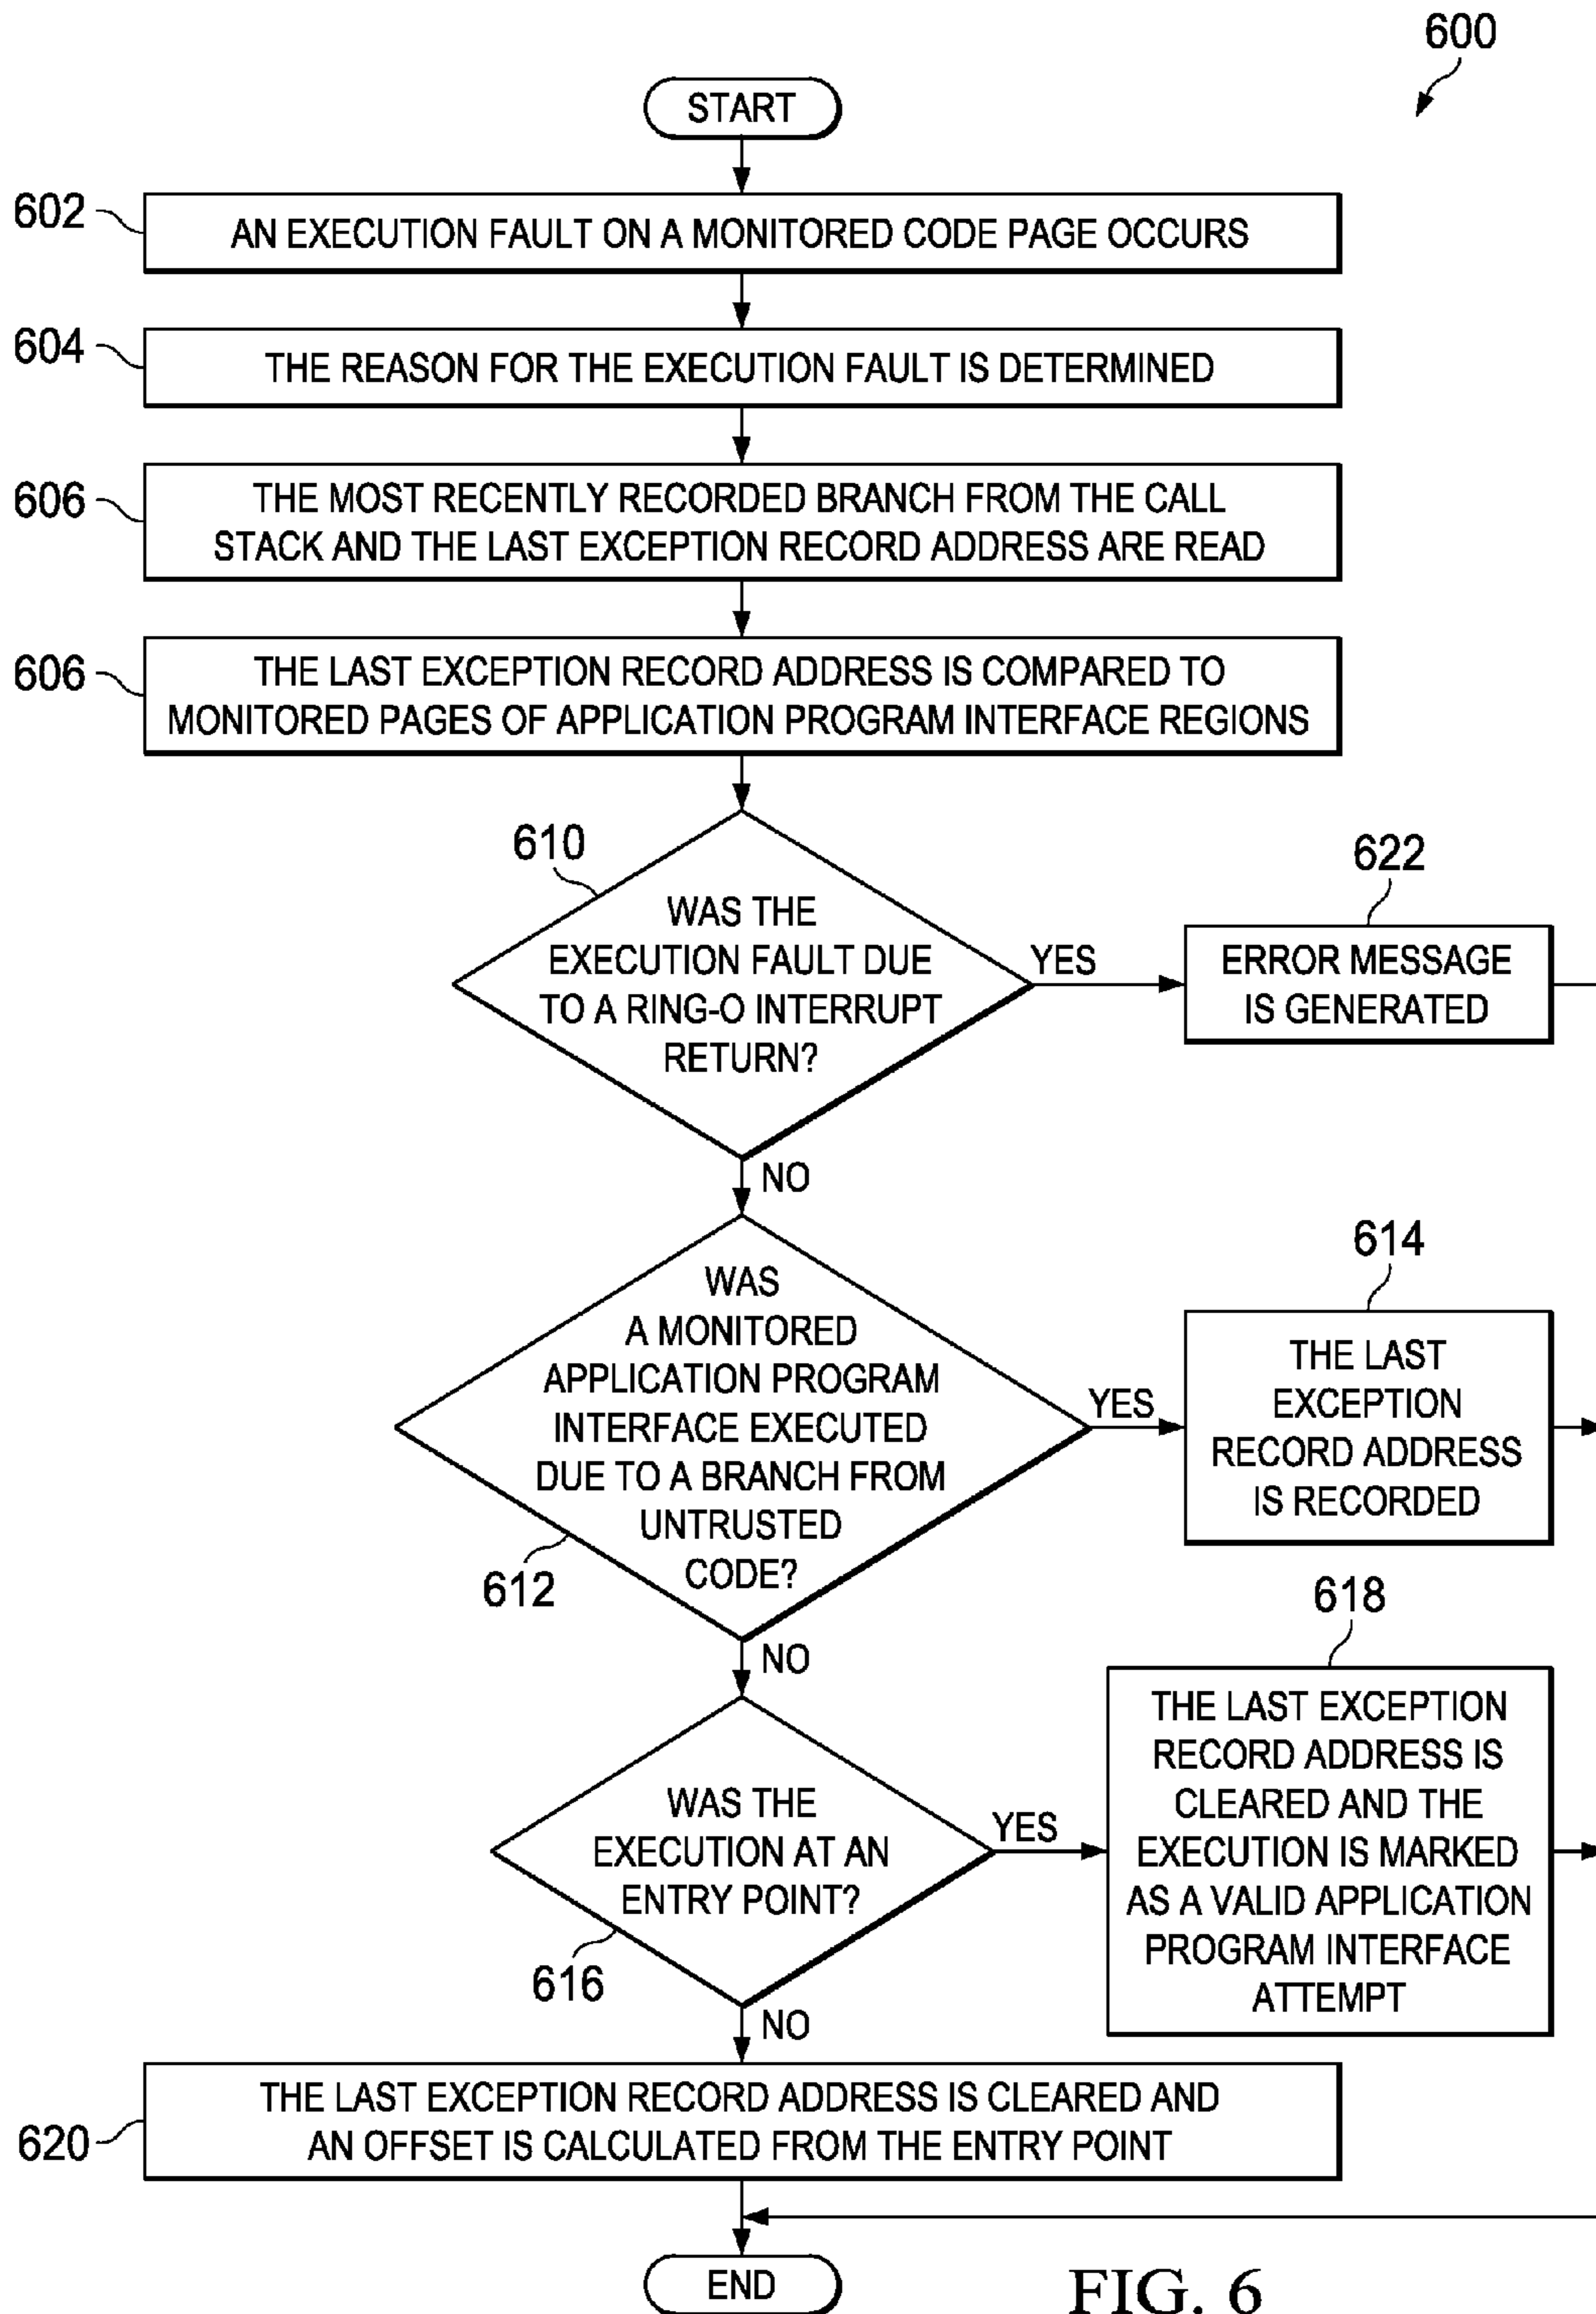 600
START
602
AN EXECUTION FAULT ON A MONITORED CODE PAGE OCCURS
604
THE REASON FOR THE EXECUTION FAULT IS DETERMINED
606
THE MOST RECENTLY RECORDED BRANCH FROM THE CALL
STACK AND THE LAST EXCEPTION RECORD ADDRESS ARE READ
606
THE LAST EXCEPTION RECORD ADDRESS IS COMPARED TO
MONITORED PAGES OF APPLICATION PROGRAM INTERFACE REGIONS
610
WAS THE
EXECUTION FAULT DUE
TO A RING-O INTERRUPT
RETURN?
YES
622
ERROR MESSAGE
IS GENERATED
NO
612
WAS
A MONITORED
APPLICATION PROGRAM
INTERFACE EXECUTED
DUE TO A BRANCH FROM
UNTRUSTED
CODE?
YES
614
THE LAST
EXCEPTION
RECORD ADDRESS
IS RECORDED
NO
616
WAS THE
EXECUTION AT AN
ENTRY POINT?
YES
618
THE LAST EXCEPTION
RECORD ADDRESS IS
CLEARED AND THE
EXECUTION IS MARKED
AS A VALID APPLICATION
PROGRAM INTERFACE
ATTEMPT
NO
620
THE LAST EXCEPTION RECORD ADDRESS IS CLEARED AND
AN OFFSET IS CALCULATED FROM THE ENTRY POINT
END
FIG. 6